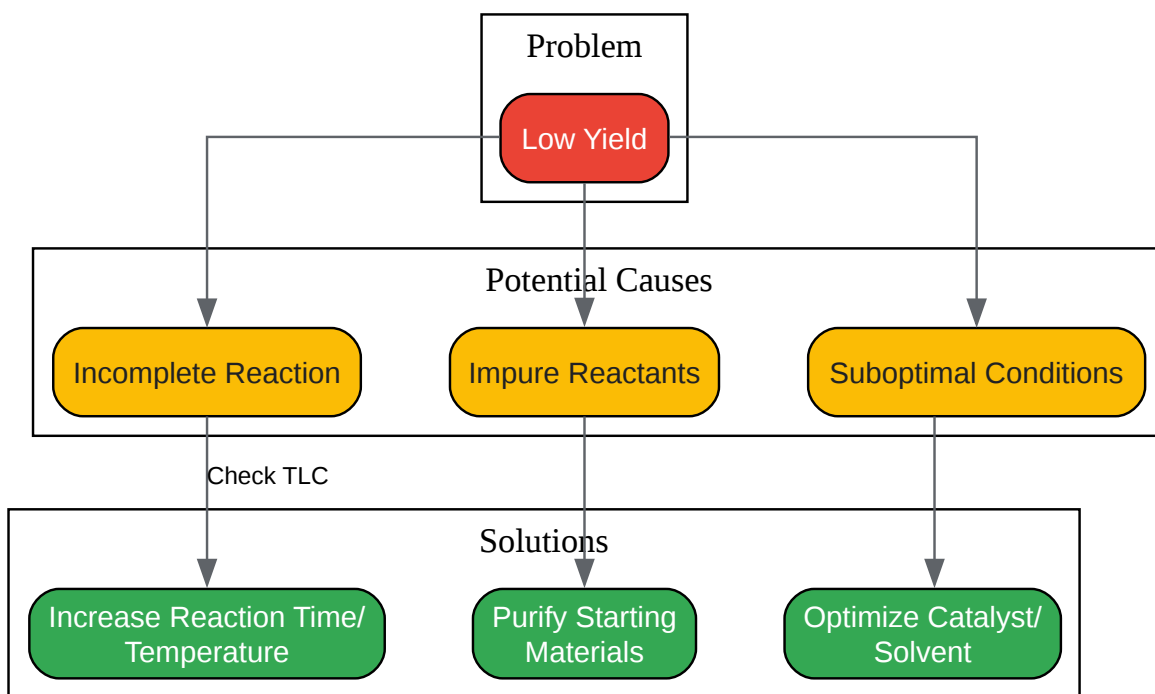 Problem
Low Yield
Potential Causes
Incomplete Reaction
Impure Reactants
Suboptimal Conditions
Check TLC
Solutions
Increase Reaction Time/
Temperature
Purify Starting
Materials
Optimize Catalyst/
Solvent